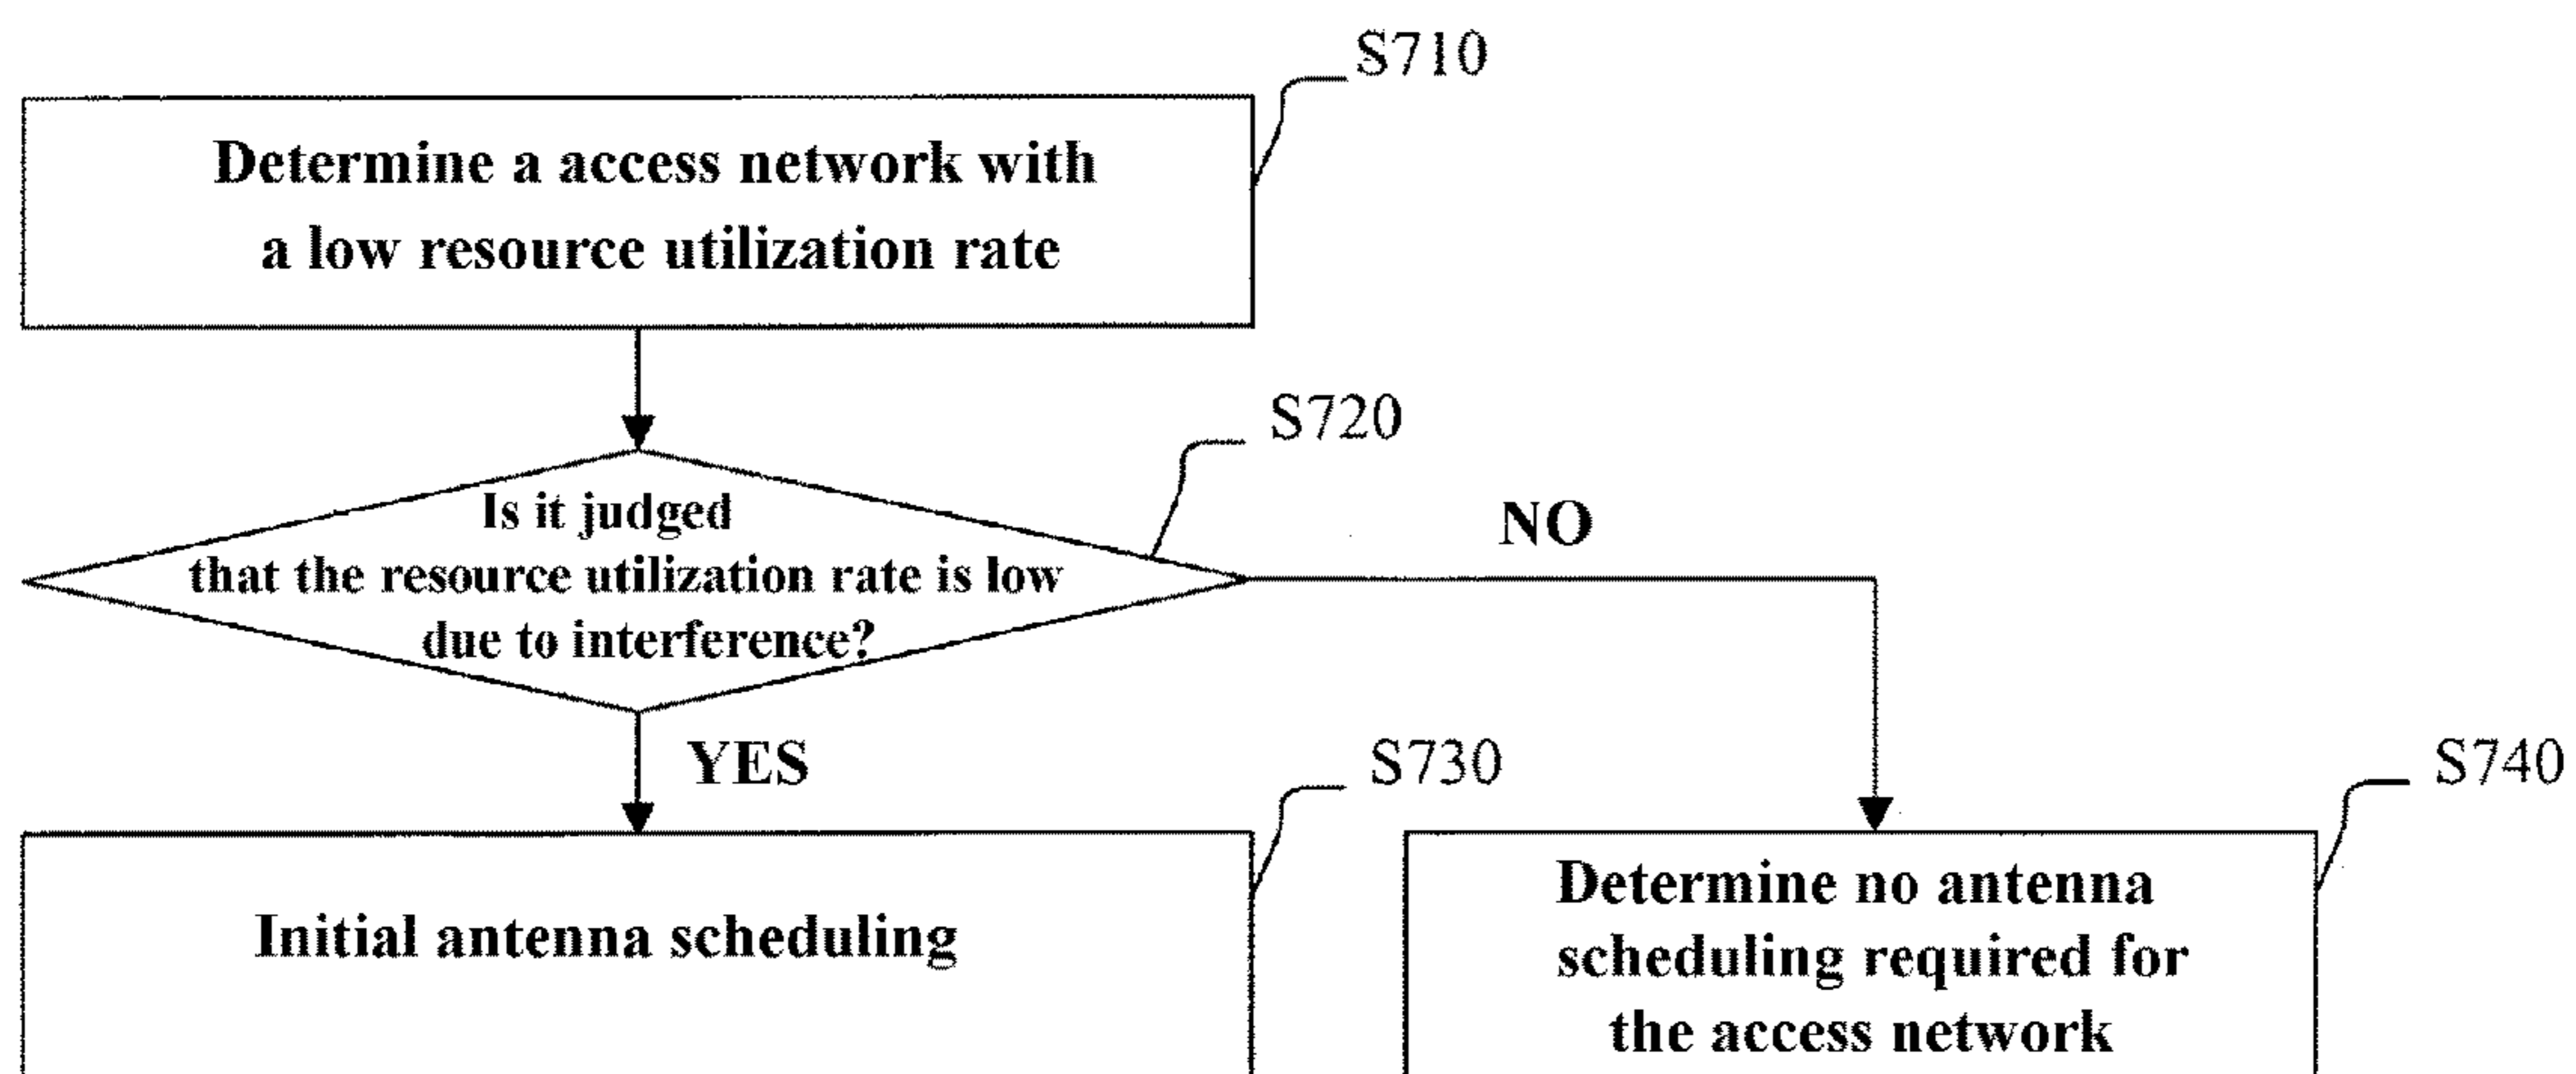 S710
Determine a access network with
a low resource utilization rate
S720
Is it judged
that the resource utilization rate is low
due to interference?
NO
YES
S730
S740
Initial antenna scheduling
Determine no antenna
scheduling required for
the access network